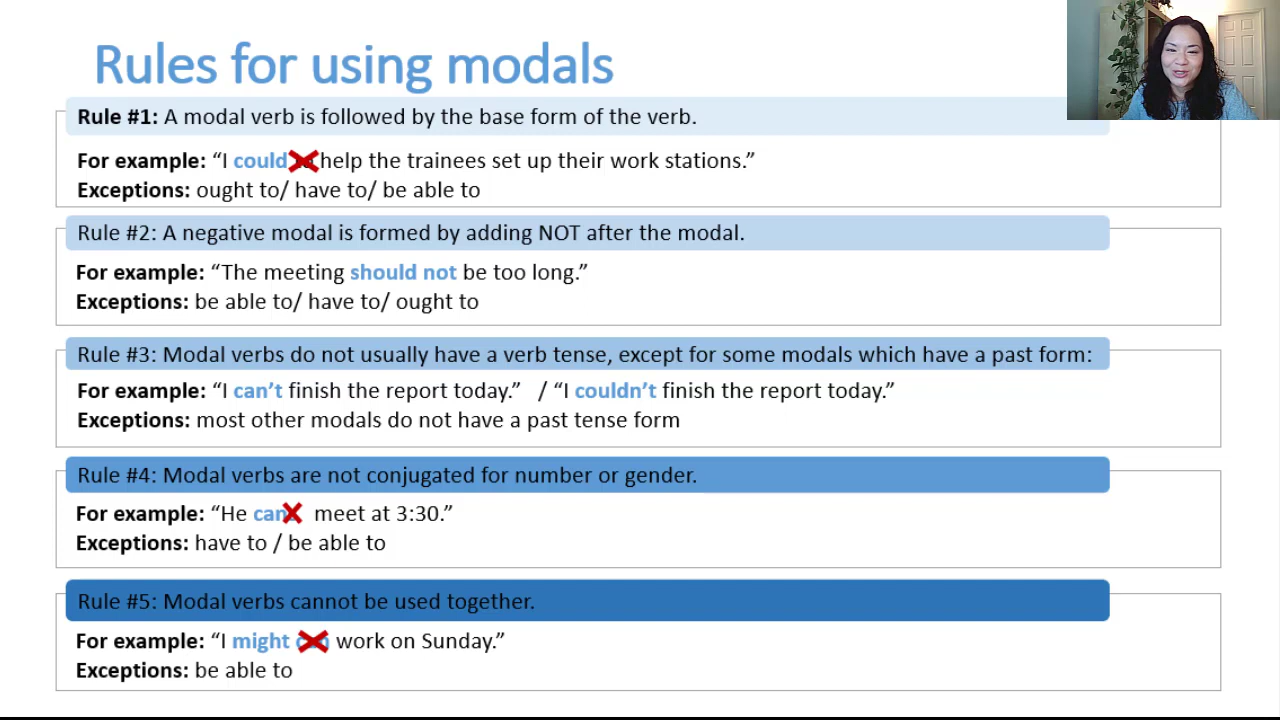 Rules for using modals
Rule #1: A modal verb is followed by the base form of the verb.
For example: “I could help the trainees set up their work stations.”
Exceptions: ought to/ have to/ be able to
Rule #2: A negative modal is formed by adding NOT after the modal.
For example: “The meeting should not be too long.”
Exceptions: be able to/ have to/ ought to
Rule #3: Modal verbs do not usually have a verb tense, except for some modals which have a past form:
For example: “I can’t finish the report today.” / “I couldn’t finish the report today.”
Exceptions: most other modals do not have a past tense form
Rule #4: Modal verbs are not conjugated for number or gender.
For example: “He can meet at 3:30.”
Exceptions: have to / be able to
Rule #5: Modal verbs cannot be used together.
For example: “I might work on Sunday.”
Exceptions: be able to